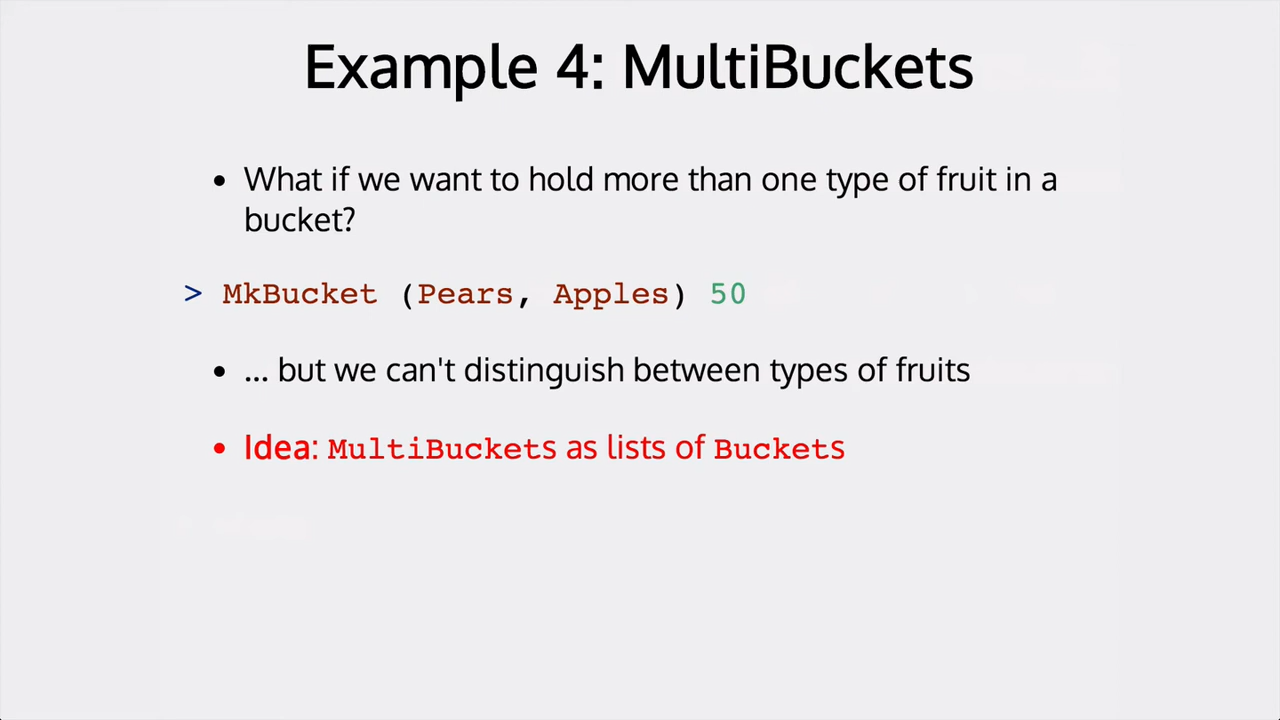 Example 4: MultiBuckets
• What if we want to hold more than one type of fruit in a
bucket?
> MkBucket (Pears, Apples) 50
• ... but we can't distinguish between types of fruits
• Idea: MultiBuckets as lists of Buckets